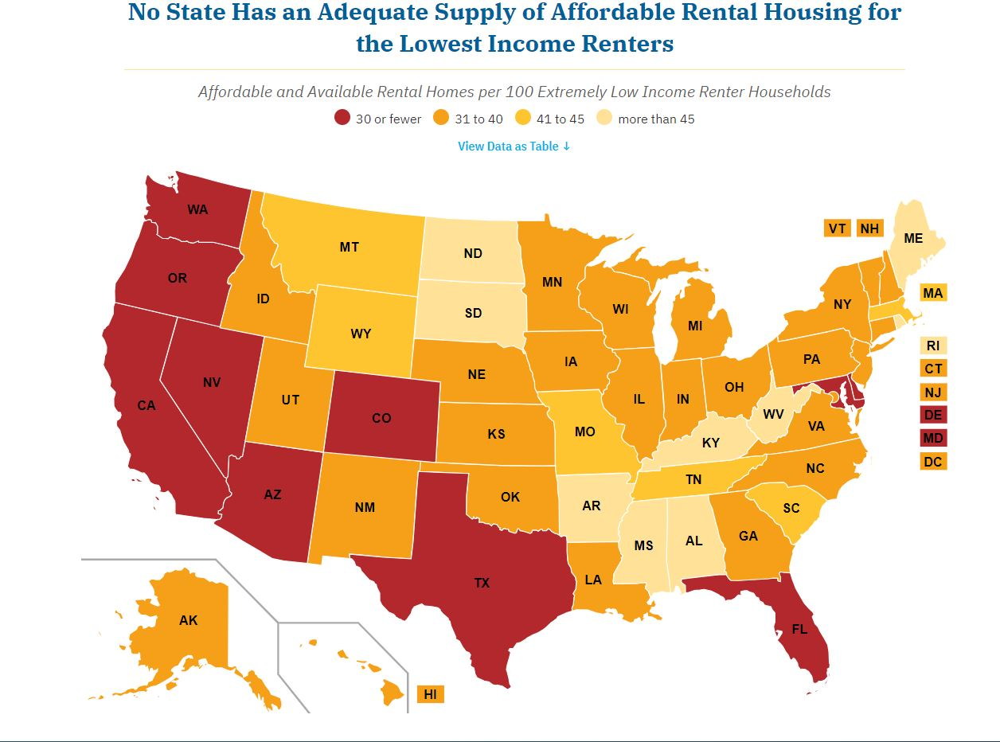 No State Has an Adequate Supply of Affordable Rental Housing for
the Lowest Income Renters
Affordable and Available Rental Homes per 100 Extremely Low Income Renter Households
30 or fewer 31 to 40 41 to 45 more than 45
View Data as Table ↓
WA
MT
ND
VT NH
ME
OR
ID
MN
SD
WI
MI
NY
MA
WY
RI
NE
IA
PA
CT
NV
UT
CA
CO
IL
IN
OH
NJ
WV
DE
KS
MO
KY
VA
MD
AZ
NM
OK
AR
TN
NC
DC
SC
MS
AL
GA
TX
LA
AK
FL
HI